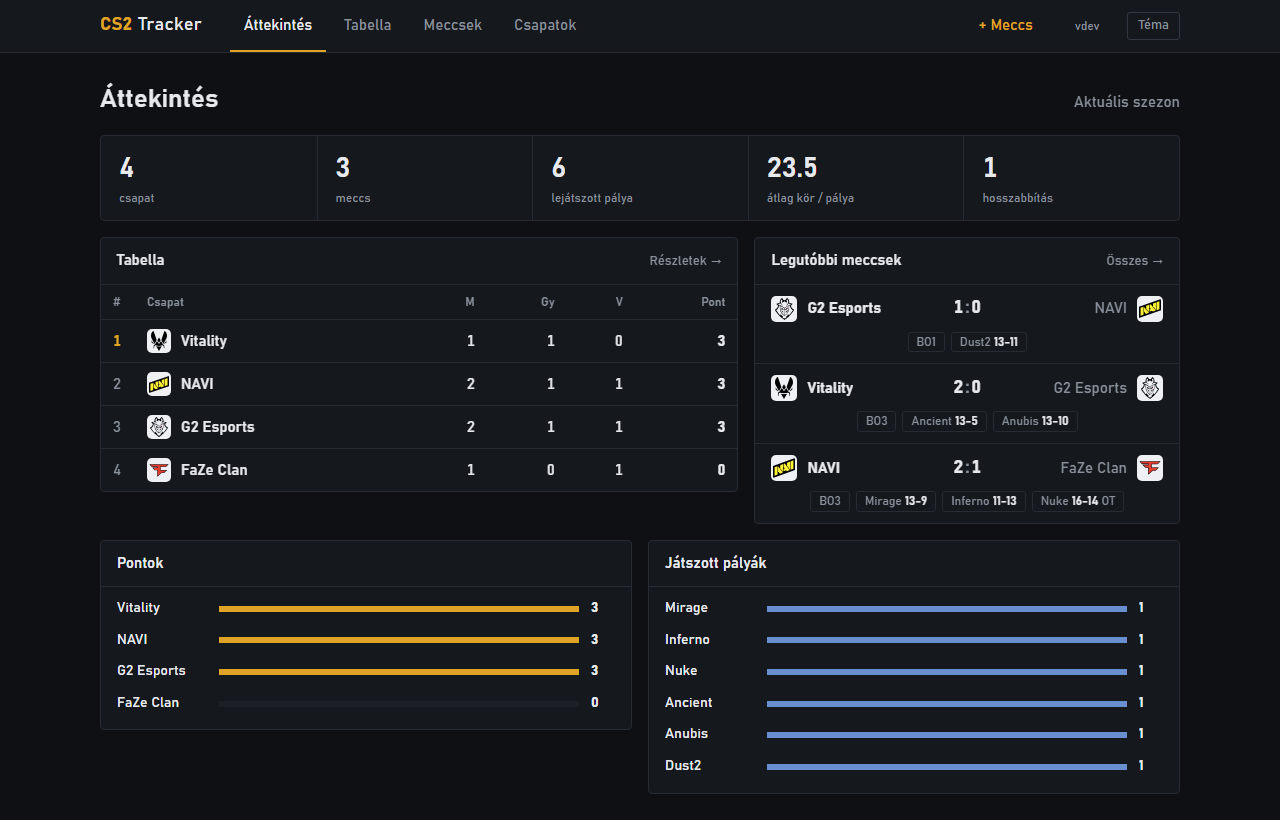 CS2 Tracker Áttekintés Tabella Meccsek Csapatok + Meccs vdev Téma
Áttekintés Aktuális szezon
4 3 6 23.5 1
csapat meccs lejátszott pálya átlag kör / pálya hosszabbítás
Tabella Részletek →
# Csapat M Gy V Pont
1 Vitality 1 1 0 3
2 NAVI 2 1 1 3
3 G2 Esports 2 1 1 3
4 FaZe Clan 1 0 1 0
Legutóbbi meccsek Összes →
G2 Esports 1:0 NAVI
BO1 Dust2 13–11
Vitality 2:0 G2 Esports
BO3 Ancient 13–5 Anubis 13–10
NAVI 2:1 FaZe Clan
BO3 Mirage 13–9 Inferno 11–13 Nuke 16–14 OT
Pontok
Vitality 3
NAVI 3
G2 Esports 3
FaZe Clan 0
Játszott pályák
Mirage 1
Inferno 1
Nuke 1
Ancient 1
Anubis 1
Dust2 1